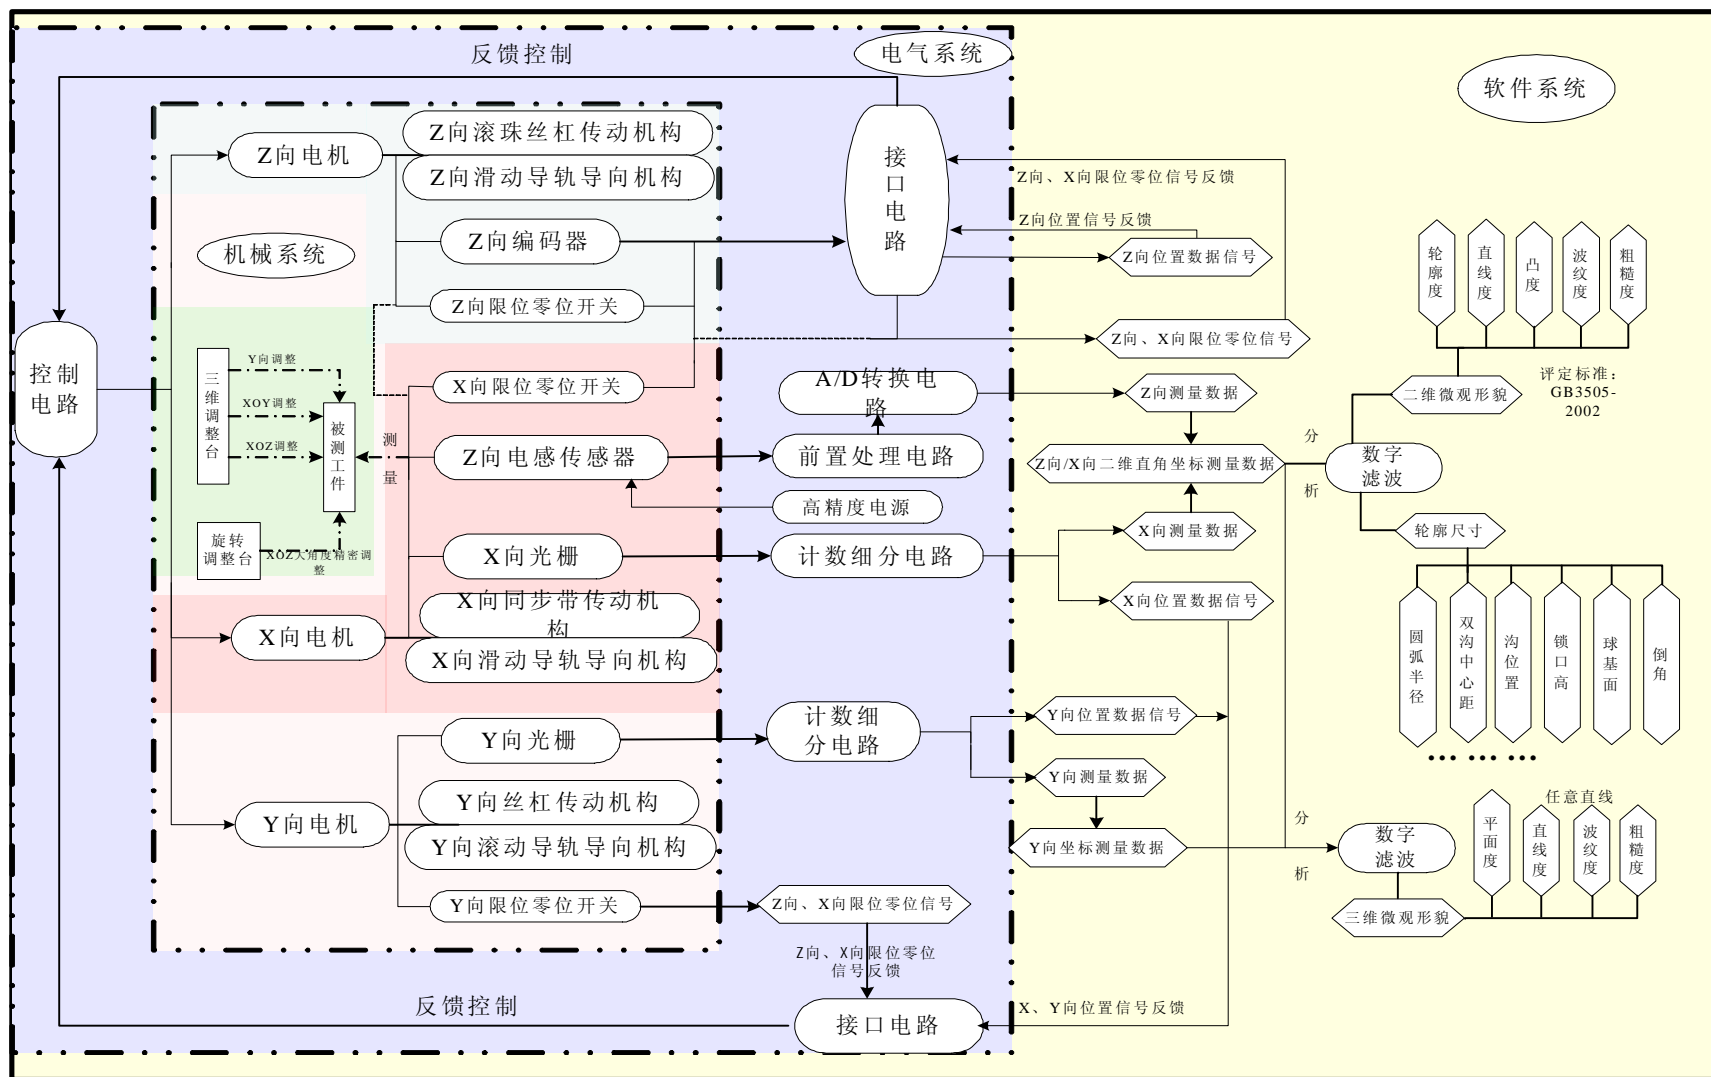 反馈控制
电气系统
软件系统
Z向滚珠丝杠传动机构
Z向电机
Z向滑动导轨导向机构
接
口
电
路
Z向、X向限位零位信号反馈
Z向位置信号反馈
Z向编码器
机械系统
Z向位置数据信号
Z向限位零位开关
Z向、X向限位零位信号
轮廓度
直线度
凸度
波纹度
粗糙度
控制
电路
三维调整台
Y向调整
XOY调整
XOZ调整
被测工件
测
量
X向限位零位开关
A/D转换电
路
Z向测量数据
二维微观形貌
评定标准：
GB3505-
2002
Z向电感传感器
前置处理电路
Z向/X向二维直角坐标测量数据
分
析
数字
滤波
高精度电源
旋转
调整台
XOZ大角度精密调
整
X向光栅
计数细分电路
X向测量数据
轮廓尺寸
X向位置数据信号
X向同步带传动机
构
X向电机
X向滑动导轨导向机构
圆弧半径
双沟中心距
沟位置
锁口高
球基面
倒角
••• ••• •••
Y向光栅
计数细
分电路
Y向位置数据信号
Y向测量数据
Y向丝杠传动机构
Y向电机
Y向滚动导轨导向机构
Y向坐标测量数据
分
析
数字
滤波
任意直线
平面度
直线度
波纹度
粗糙度
三维微观形貌
Y向限位零位开关
Z向、X向限位零位信号
Z向、X向限位零位
信号反馈
反馈控制
接口电路
X、Y向位置信号反馈